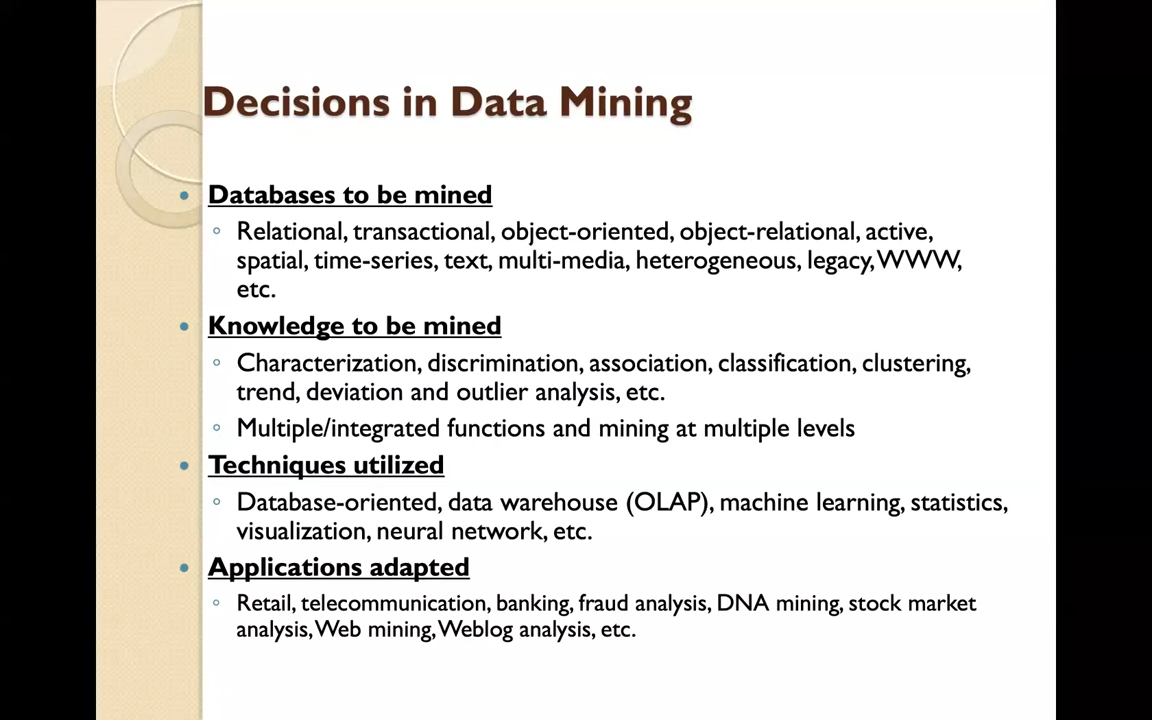 Decisions in Data Mining
• Databases to be mined
◦ Relational, transactional, object-oriented, object-relational, active,
spatial, time-series, text, multi-media, heterogeneous, legacy, WWW,
etc.
• Knowledge to be mined
◦ Characterization, discrimination, association, classification, clustering,
trend, deviation and outlier analysis, etc.
◦ Multiple/integrated functions and mining at multiple levels
• Techniques utilized
◦ Database-oriented, data warehouse (OLAP), machine learning, statistics,
visualization, neural network, etc.
• Applications adapted
◦ Retail, telecommunication, banking, fraud analysis, DNA mining, stock market
analysis, Web mining, Weblog analysis, etc.